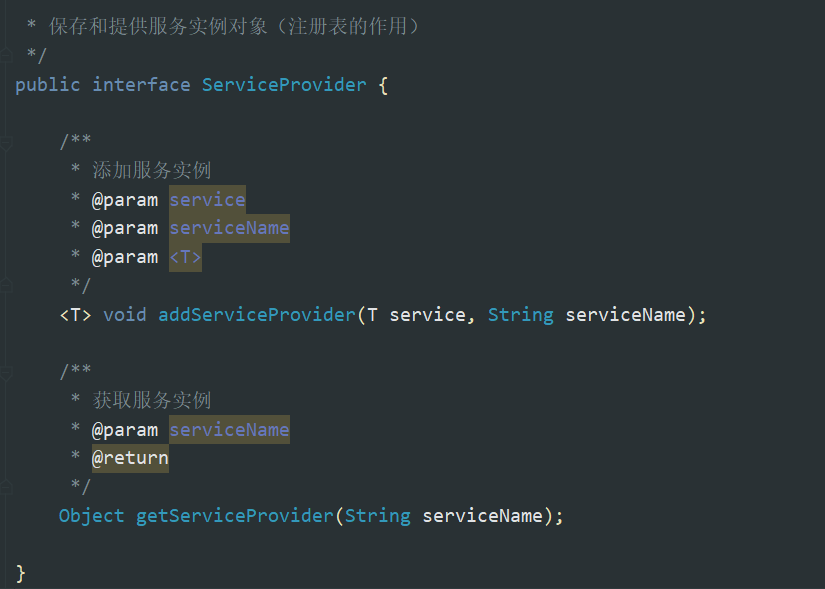 * 保存和提供服务实例对象（注册表的作用）
*/
public interface ServiceProvider {
/**
* 添加服务实例
* @param service
* @param serviceName
* @param <T>
*/
<T> void addServiceProvider(T service, String serviceName);
/**
* 获取服务实例
* @param serviceName
* @return
*/
Object getServiceProvider(String serviceName);
}